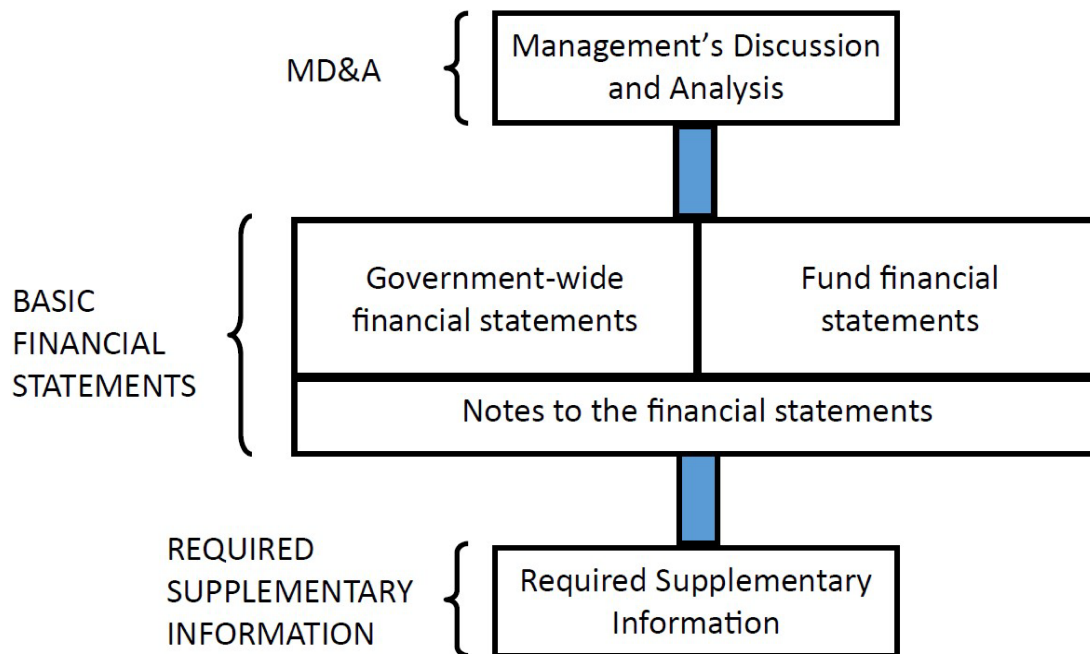 MD&A
Management’s Discussion
and Analysis
BASIC
FINANCIAL
STATEMENTS
Government-wide
financial statements
Fund financial
statements
Notes to the financial statements
REQUIRED
SUPPLEMENTARY
INFORMATION
Required Supplementary
Information